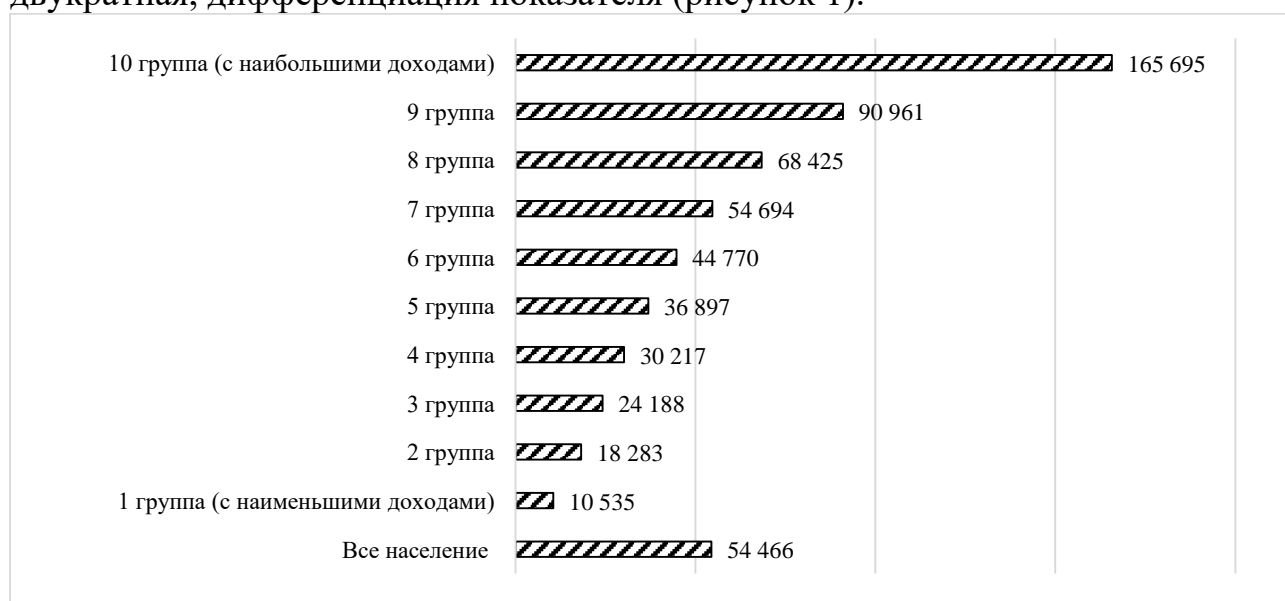 двукратная, дифференциация показателя (рисунок 1).
10 группа (с наибольшими доходами) 165 695
9 группа 90 961
8 группа 68 425
7 группа 54 694
6 группа 44 770
5 группа 36 897
4 группа 30 217
3 группа 24 188
2 группа 18 283
1 группа (с наименьшими доходами) 10 535
Все население 54 466